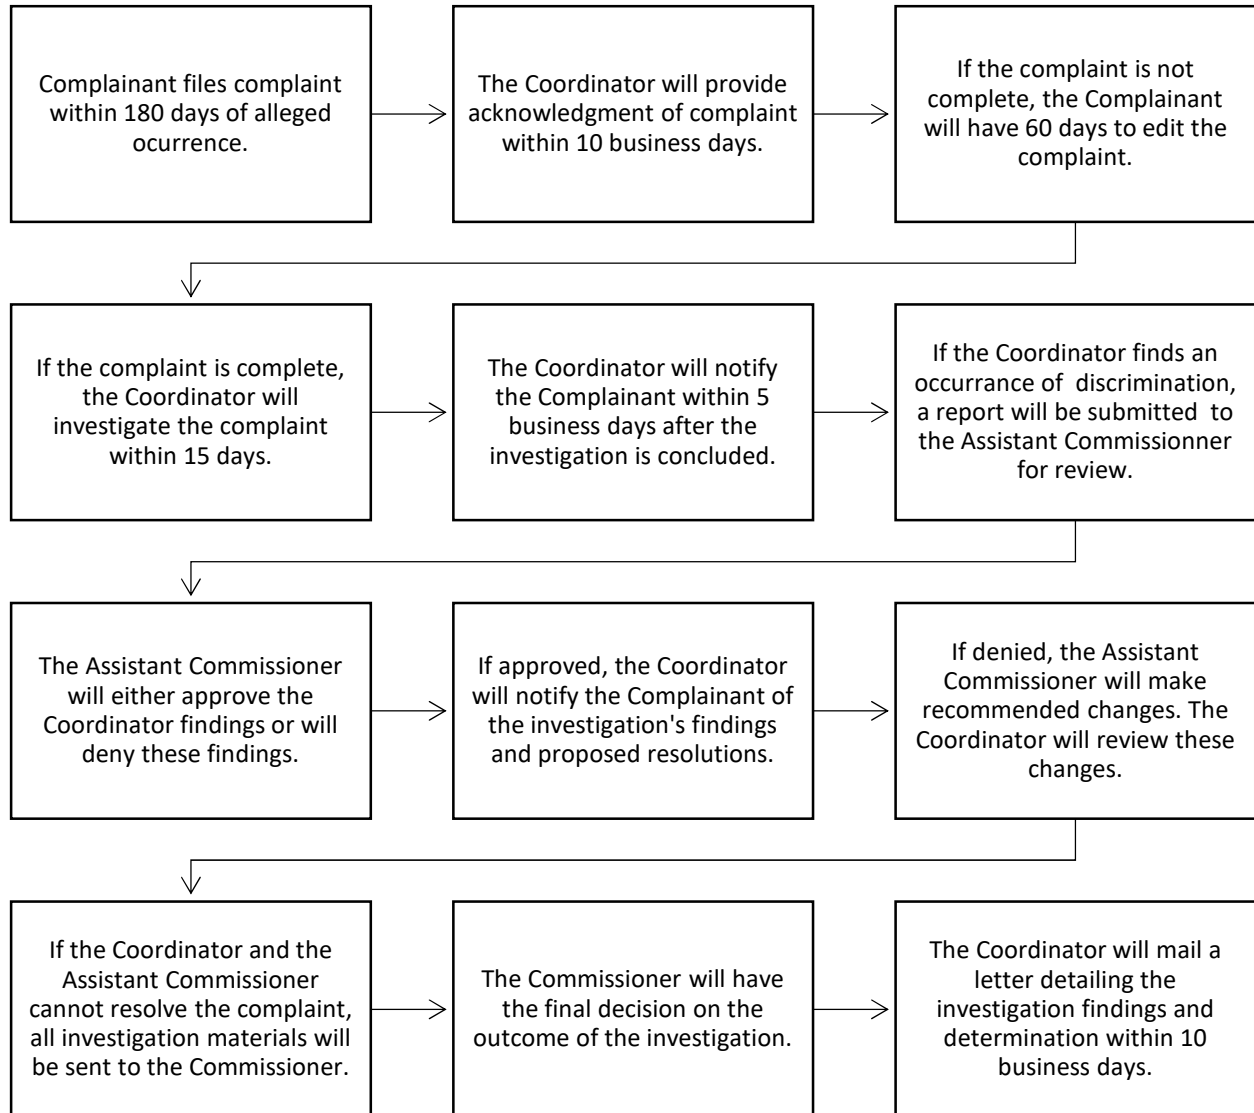 Complainant files complaint
within 180 days of alleged
ocurrence.
The Coordinator will provide
acknowledgment of complaint
within 10 business days.
If the complaint is not
complete, the Complainant
will have 60 days to edit the
complaint.
If the complaint is complete,
the Coordinator will
investigate the complaint
within 15 days.
The Coordinator will notify
the Complainant within 5
business days after the
investigation is concluded.
If the Coordinator finds an
occurrance of  discrimination,
a report will be submitted  to
the Assistant Commissionner
for review.
The Assistant Commissioner
will either approve the
Coordinator findings or will
deny these findings.
If approved, the Coordinator
will notify the Complainant of
the investigation's findings
and proposed resolutions.
If denied, the Assistant
Commissioner will make
recommended changes. The
Coordinator will review these
changes.
If the Coordinator and the
Assistant Commissioner
cannot resolve the complaint,
all investigation materials will
be sent to the Commissioner.
The Commissioner will have
the final decision on the
outcome of the investigation.
The Coordinator will mail a
letter detailing the
investigation findings and
determination within 10
business days.